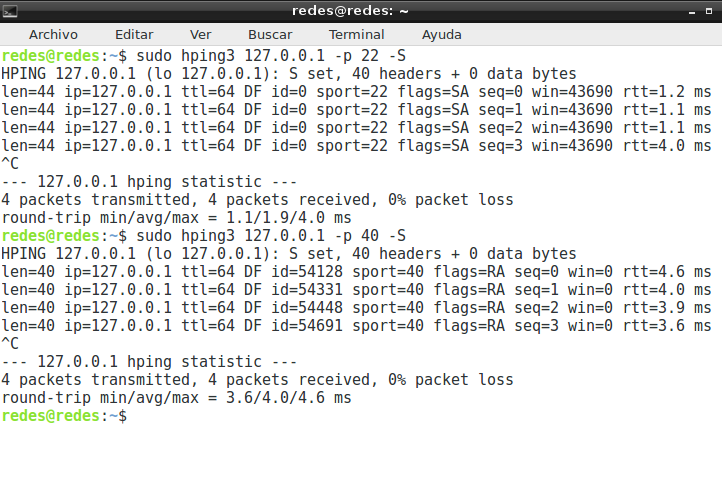 redes@redes: ~
Archivo Editar Ver Buscar Terminal Ayuda
redes@redes:~$ sudo hping3 127.0.0.1 -p 22 -S
HPING 127.0.0.1 (lo 127.0.0.1): S set, 40 headers + 0 data bytes
len=44 ip=127.0.0.1 ttl=64 DF id=0 sport=22 flags=SA seq=0 win=43690 rtt=1.2 ms
len=44 ip=127.0.0.1 ttl=64 DF id=0 sport=22 flags=SA seq=1 win=43690 rtt=1.1 ms
len=44 ip=127.0.0.1 ttl=64 DF id=0 sport=22 flags=SA seq=2 win=43690 rtt=1.1 ms
len=44 ip=127.0.0.1 ttl=64 DF id=0 sport=22 flags=SA seq=3 win=43690 rtt=4.0 ms
^C
--- 127.0.0.1 hping statistic ---
4 packets transmitted, 4 packets received, 0% packet loss
round-trip min/avg/max = 1.1/1.9/4.0 ms
redes@redes:~$ sudo hping3 127.0.0.1 -p 40 -S
HPING 127.0.0.1 (lo 127.0.0.1): S set, 40 headers + 0 data bytes
len=40 ip=127.0.0.1 ttl=64 DF id=54128 sport=40 flags=RA seq=0 win=0 rtt=4.6 ms
len=40 ip=127.0.0.1 ttl=64 DF id=54331 sport=40 flags=RA seq=1 win=0 rtt=4.0 ms
len=40 ip=127.0.0.1 ttl=64 DF id=54448 sport=40 flags=RA seq=2 win=0 rtt=3.9 ms
len=40 ip=127.0.0.1 ttl=64 DF id=54691 sport=40 flags=RA seq=3 win=0 rtt=3.6 ms
^C
--- 127.0.0.1 hping statistic ---
4 packets transmitted, 4 packets received, 0% packet loss
round-trip min/avg/max = 3.6/4.0/4.6 ms
redes@redes:~$